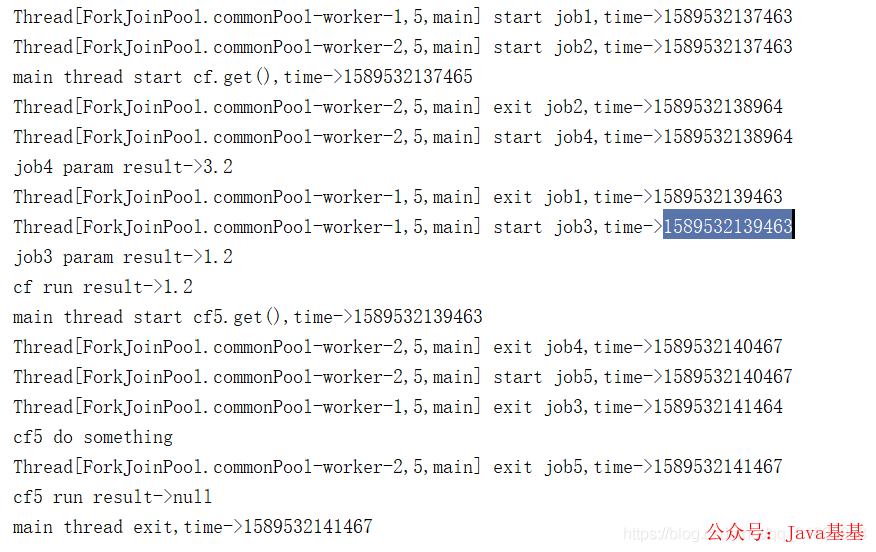 Thread[ForkJoinPool.commonPool-worker-1,5,main] start job1,time->1589532137463
Thread[ForkJoinPool.commonPool-worker-2,5,main] start job2,time->1589532137463
main thread start cf.get(),time->1589532137465
Thread[ForkJoinPool.commonPool-worker-2,5,main] exit job2,time->1589532138964
Thread[ForkJoinPool.commonPool-worker-2,5,main] start job4,time->1589532138964
job4 param result->3.2
Thread[ForkJoinPool.commonPool-worker-1,5,main] exit job1,time->1589532139463
Thread[ForkJoinPool.commonPool-worker-1,5,main] start job3,time->1589532139463
job3 param result->1.2
cf run result->1.2
main thread start cf5.get(),time->1589532139463
Thread[ForkJoinPool.commonPool-worker-2,5,main] exit job4,time->1589532140467
Thread[ForkJoinPool.commonPool-worker-2,5,main] start job5,time->1589532140467
Thread[ForkJoinPool.commonPool-worker-1,5,main] exit job3,time->1589532141464
cf5 do something
Thread[ForkJoinPool.commonPool-worker-2,5,main] exit job5,time->1589532141467
cf5 run result->null
main thread exit,time->1589532141467
公众号：Java基基